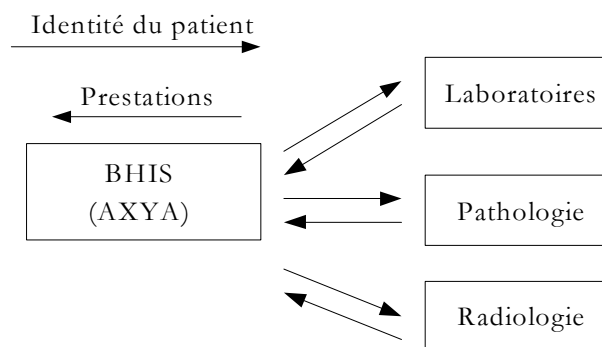 Identité du patient
Prestations
Laboratoires
BHIS
(AXYA)
Pathologie
Radiologie